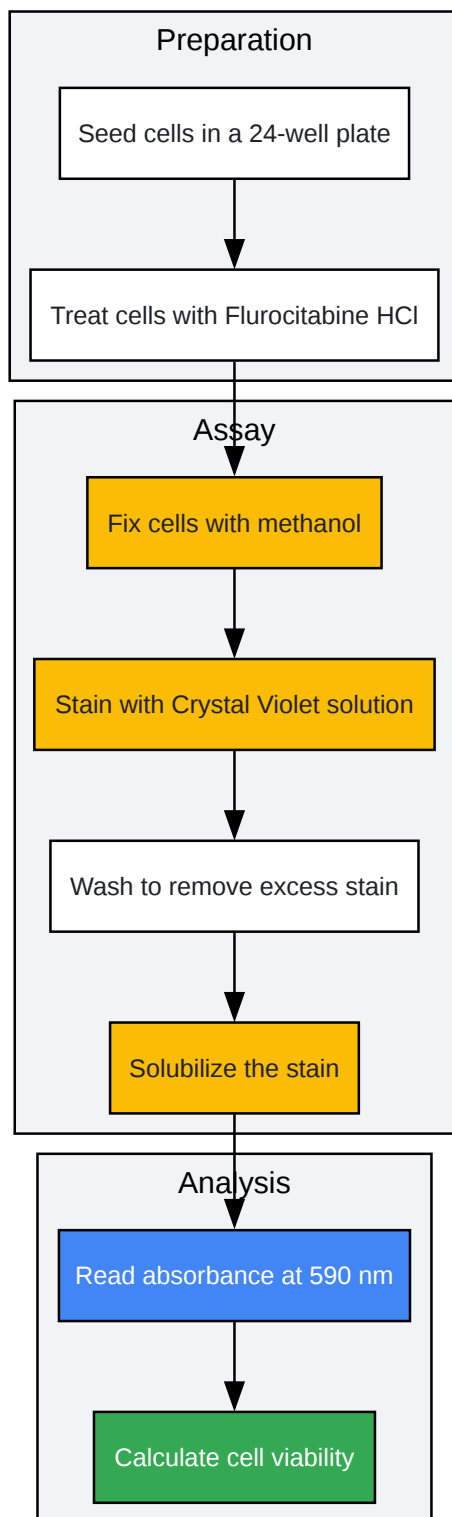 Preparation
Seed cells in a 24-well plate
Treat cells with Flurocitabine HCl
Assay
Fix cells with methanol
Stain with Crystal Violet solution
Wash to remove excess stain
Solubilize the stain
Analysis
Read absorbance at 590 nm
Calculate cell viability